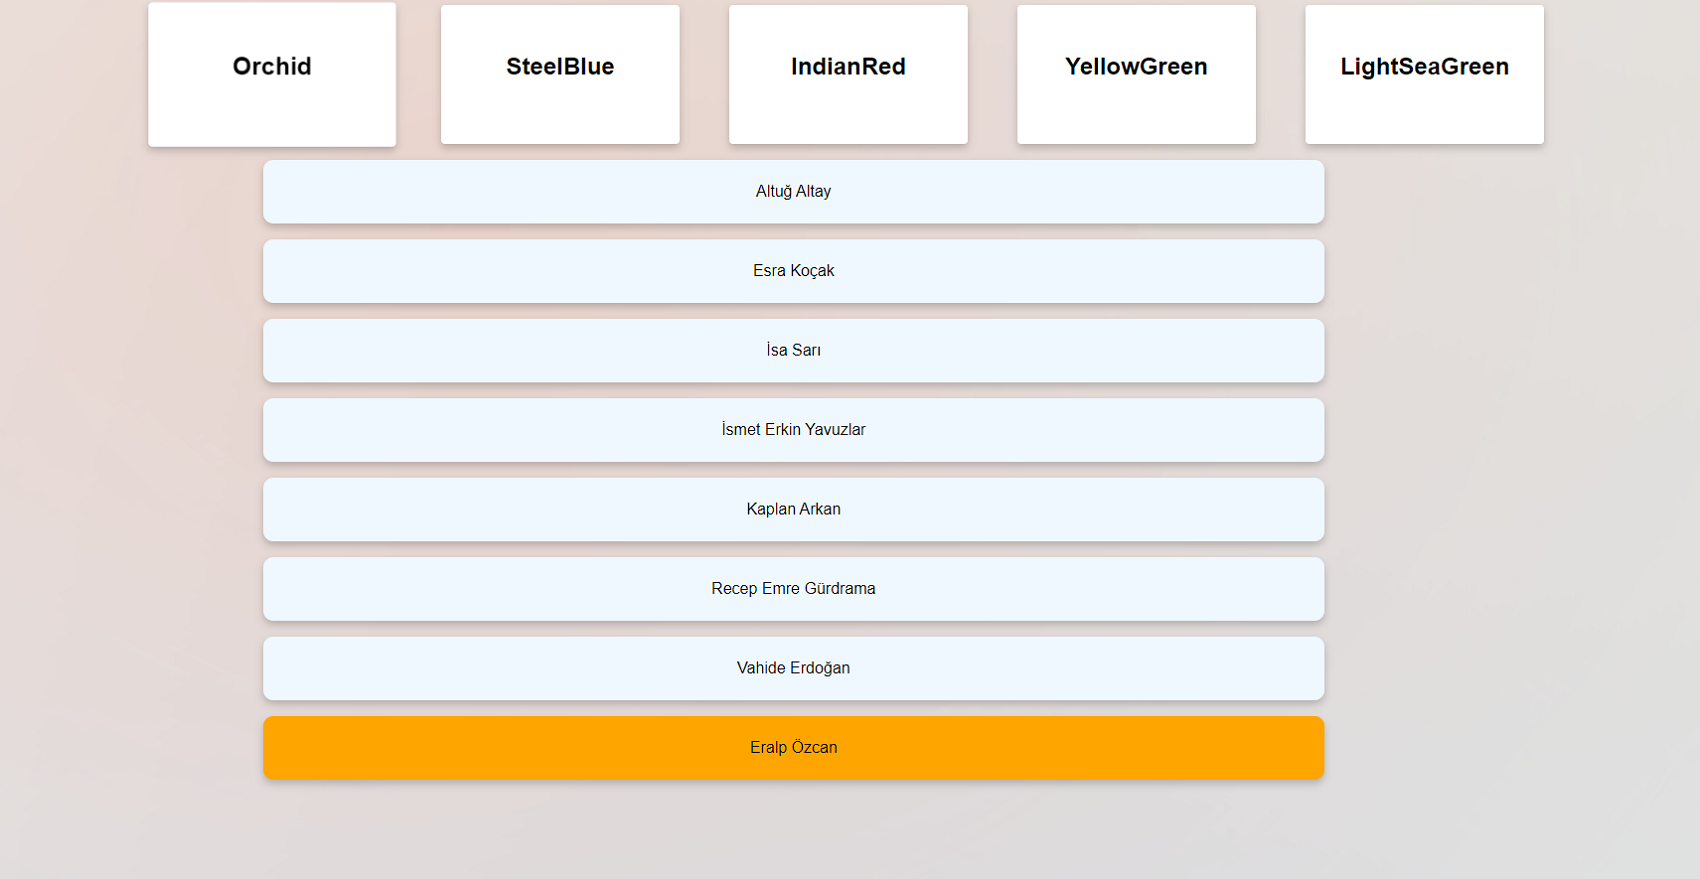 Orchid
SteelBlue
IndianRed
YellowGreen
LightSeaGreen
Altuğ Altay
Esra Koçak
İsa Sarı
İsmet Erkin Yavuzlar
Kaplan Arkan
Recep Emre Gürdrama
Vahide Erdoğan
Eralp Özcan